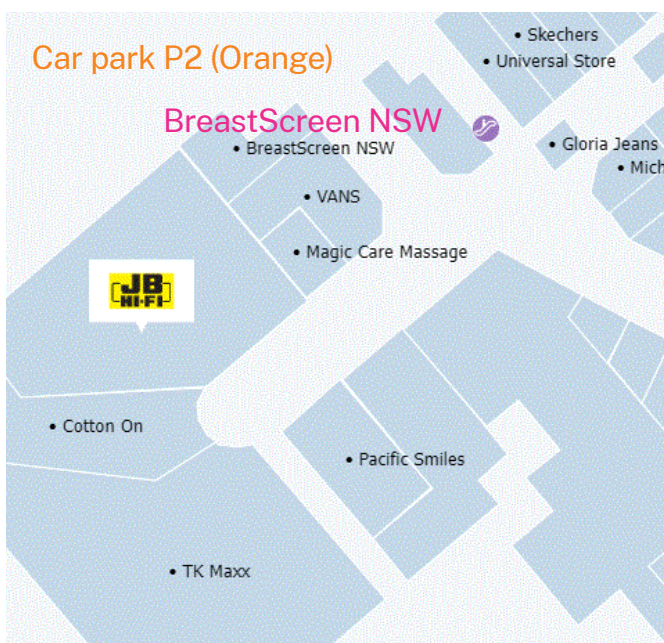 Skechers
Car park P2 (Orange)
Universal Store
BreastScreen NSW
Gloria Jeans
BreastScreen NSW
Mich
VANS
Magic Care Massage
JB
HI-FI
Cotton On
Pacific Smiles
TK Maxx